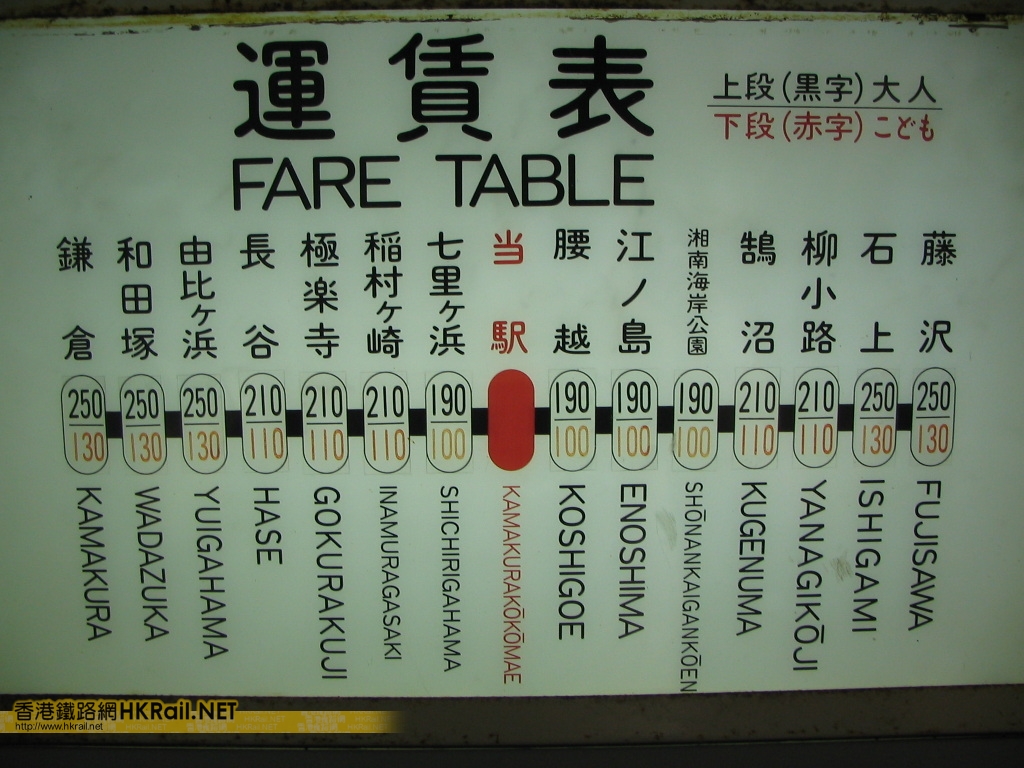 運賃表
FARE TABLE
上段(黒字)大人
下段(赤字)こども
鎌倉
和田塚
由比ヶ浜
長谷
極楽寺
稲村ヶ崎
七里ヶ浜
当駅
腰越
江ノ島
湘南海岸公園
鵠沼
柳小路
石上
藤沢
250 250 250 210 210 210 190 190 190 190 210 210 250 250
130 130 130 110 110 110 100 100 100 100 110 110 130 130
KAMAKURA
WADAZUKA
YUIGAHAMA
HASE
GOKURAKUJI
INAMURAGASAKI
SHICHIRIGAHAMA
KAMAKURAKŌKŌMAE
KOSHIGOE
ENOSHIMA
SHŌNANKAIGANKŌEN
KUGENUMA
YANAGIKŌJI
ISHIGAMI
FUJISAWA
香港鐵路網HKRail.NET
http://www.hkrail.net